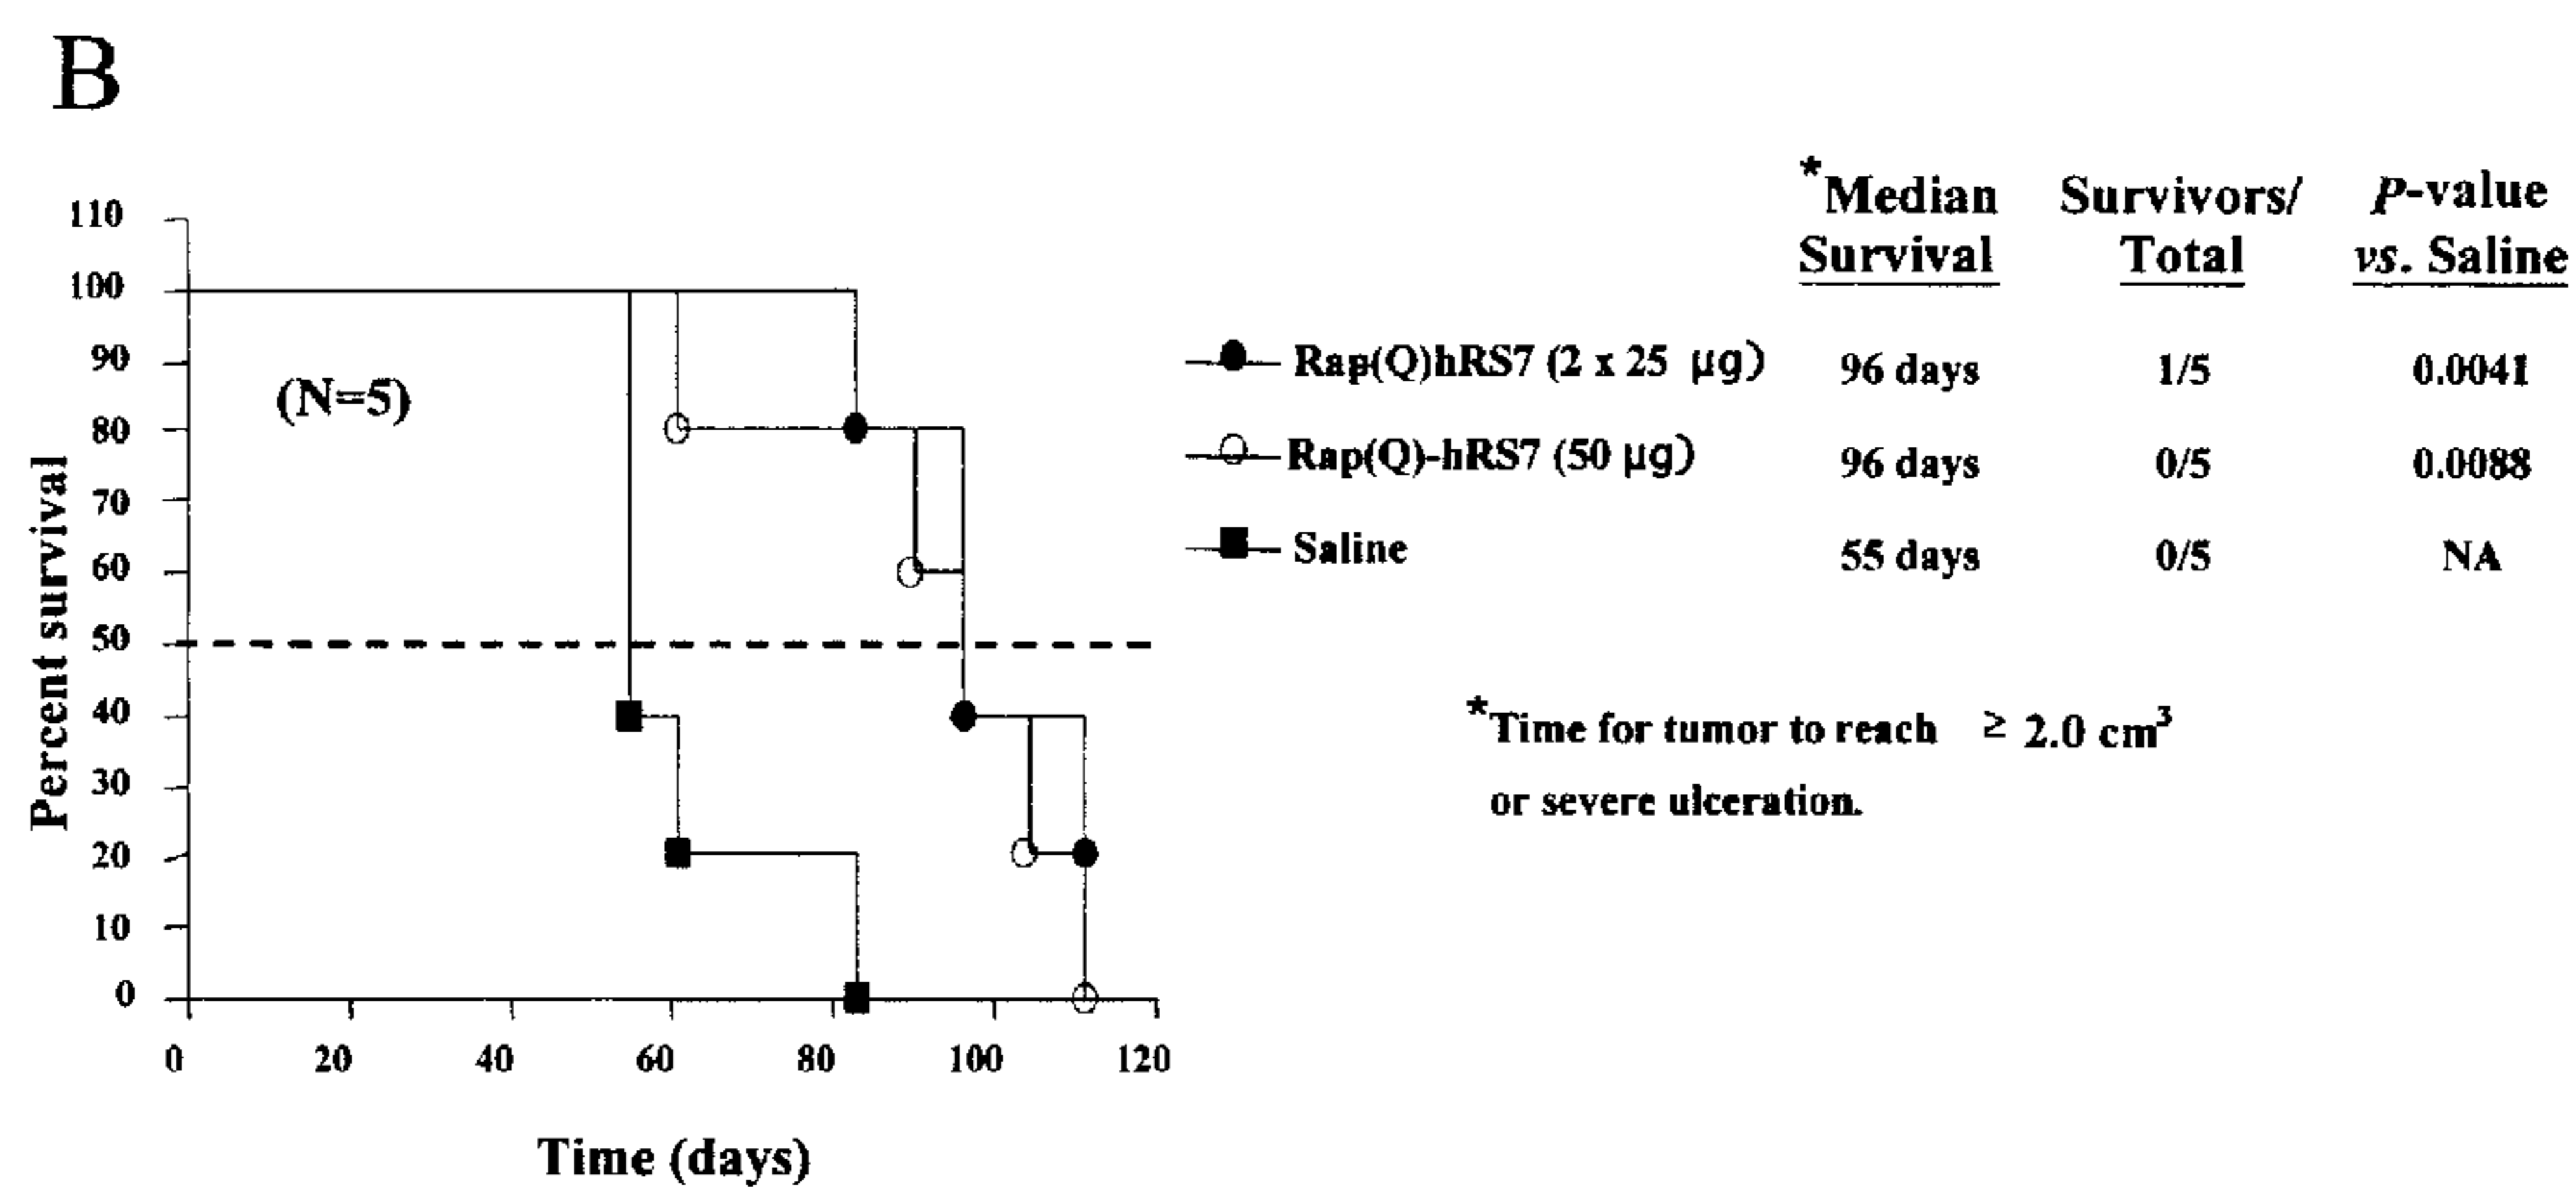 B
*Median Survivors/ P-value
Survival Total vs. Saline
110
100
90
80
70
60
50
40
30
20
10
0
Percent survival
(N=5)
Rap(Q)hRS7 (2 x 25 μg) 96 days 1/5 0.0041
Rap(Q)-hRS7 (50 μg) 96 days 0/5 0.0088
Saline 55 days 0/5 NA
*Time for tumor to reach ≥ 2.0 cm³
or severe ulceration.
0 20 40 60 80 100 120
Time (days)